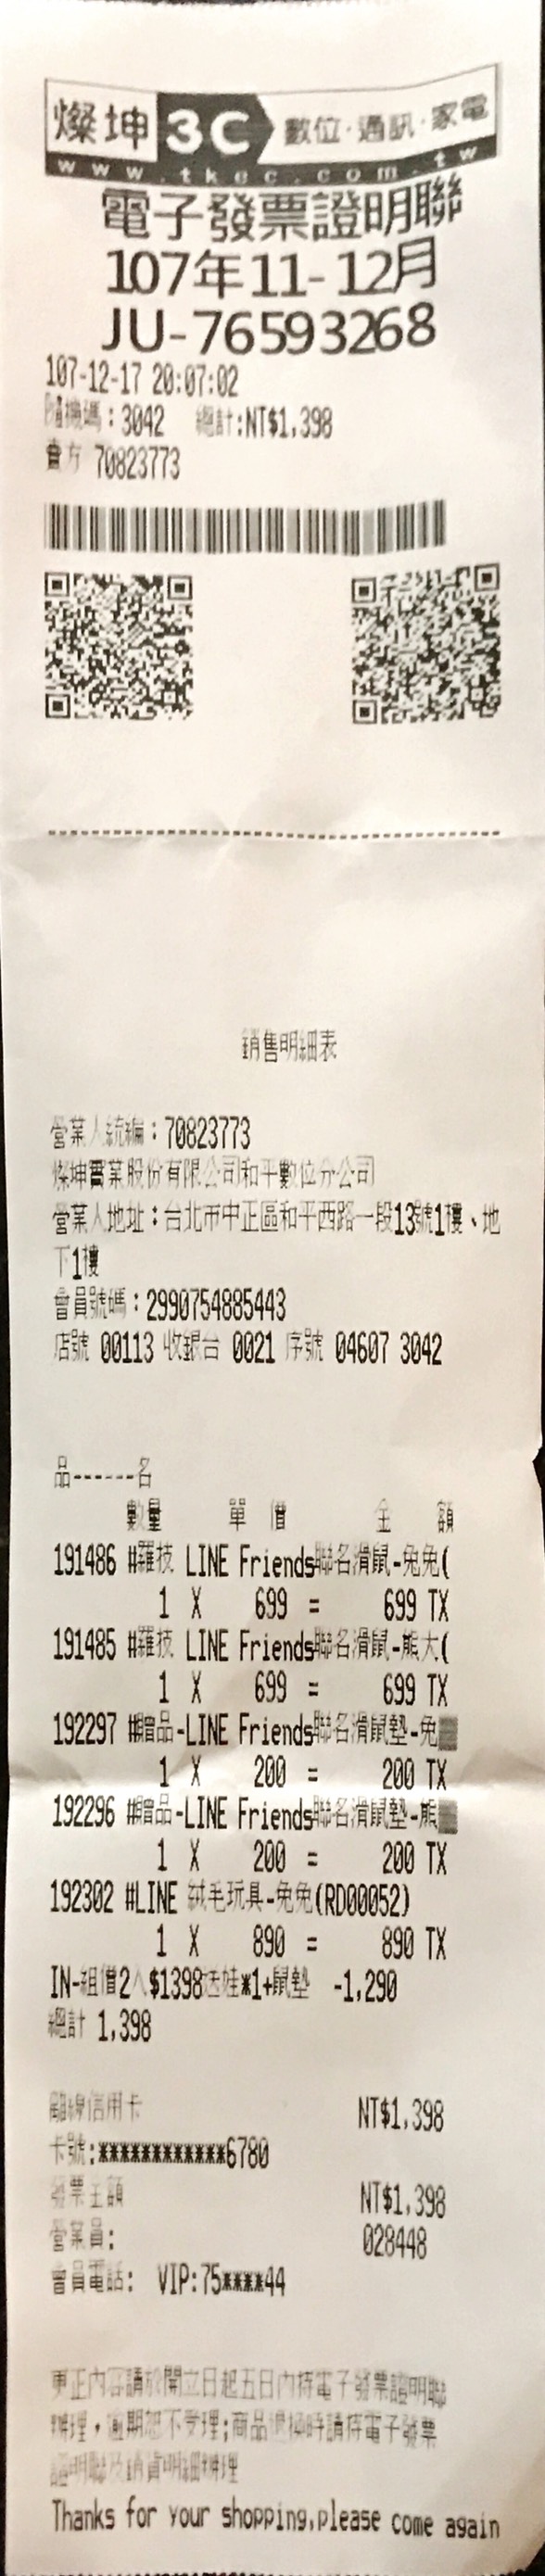 燦坤 3C 數位·通訊·家電
www.tkec.com.tw
電子發票證明聯
107年11-12月
JU-76593268
107-12-17 20:07:02
隨機碼:3042 總計:NT$1,398
賣方 70823773
銷售明細表
營業人統編:70823773
燦坤實業股份有限公司和平數位分公司
營業人地址:台北市中正區和平西路一段13號1樓、地
下1樓
會員號碼:2990754885443
店號 00113 收銀台 0021 序號 04607 3042
品------名
數量 單 價 金 額
191486 #羅技 LINE Friends聯名滑鼠-兔兔(
1 X 699 = 699 TX
191485 #羅技 LINE Friends聯名滑鼠-熊大(
1 X 699 = 699 TX
192297 #贈品-LINE Friends聯名滑鼠墊-兔
1 X 200 = 200 TX
192296 #贈品-LINE Friends聯名滑鼠墊-熊
1 X 200 = 200 TX
192302 #LINE 絨毛玩具-兔兔(RD00052)
1 X 890 = 890 TX
IN-組價2入$1398送娃*1+鼠墊 -1,290
總計 1,398
離線信用卡 NT$1,398
卡號:************6780
發票金額 NT$1,398
營業員: 028448
會員電話: VIP:75****44
更正內容請於開立日起五日內持電子發票證明聯
辦理,逾期恕不受理;商品退換時請持電子發票
證明聯及銷貨明細辦理
Thanks for your shopping,please come again